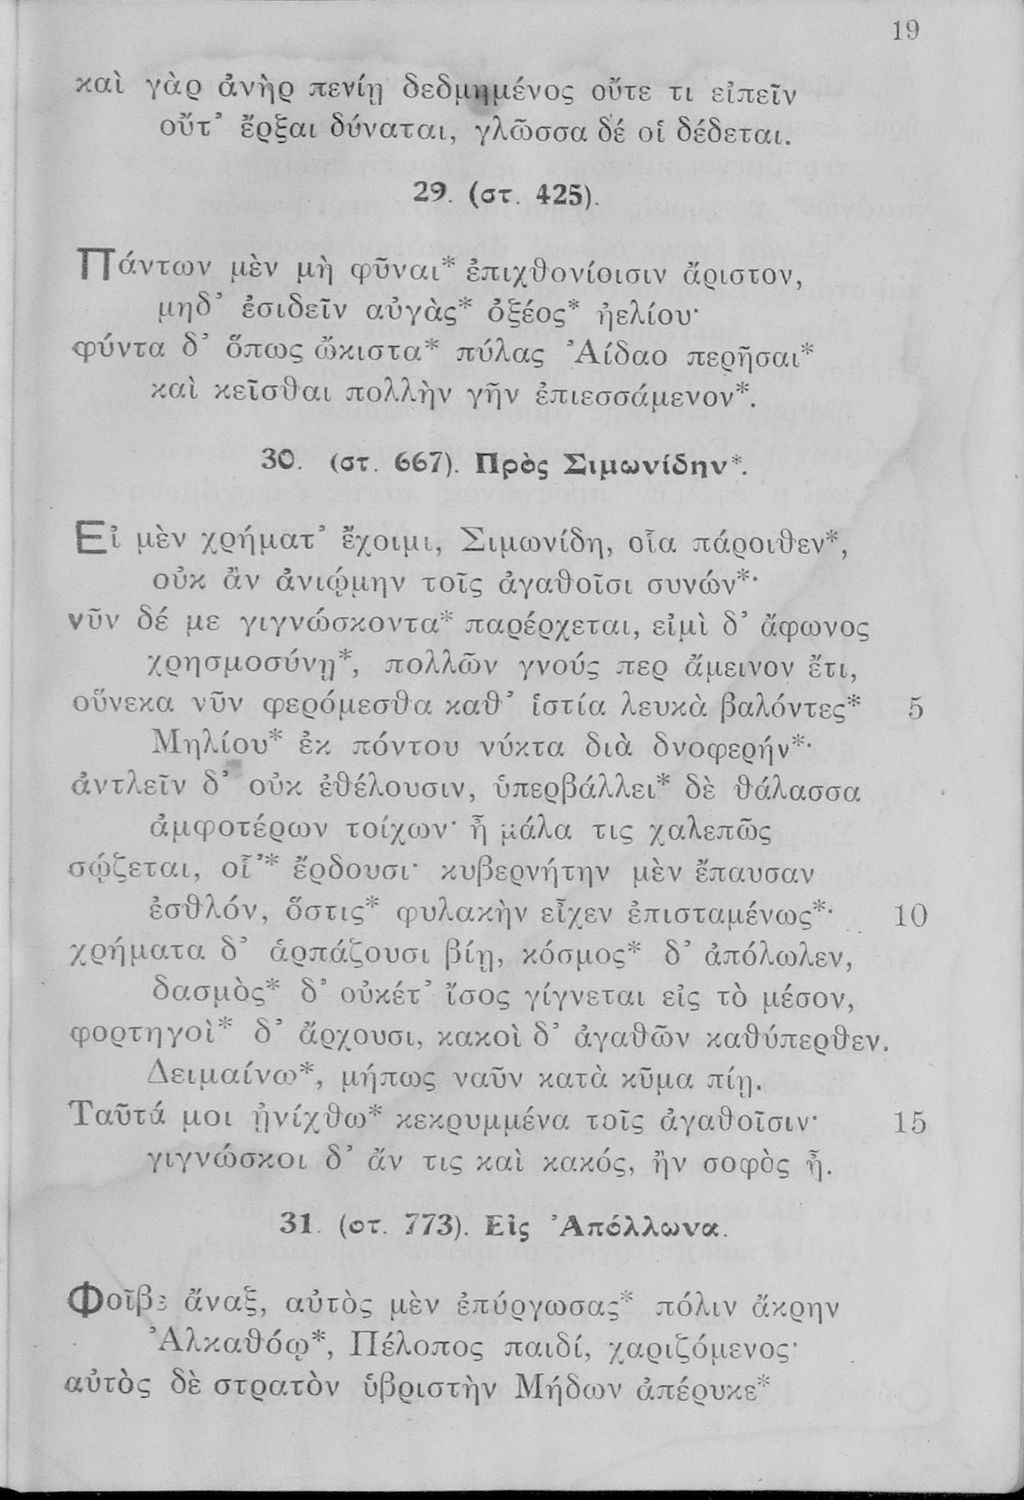 19
καὶ γὰρ ἀνὴρ πενίῃ δεδμημένος οὔτε τι εἰπεῖν
οὔτ᾽ ἔρξαι δύναται, γλῶσσα δέ οἱ δέδεται.
29. (στ. 425).
Πάντων μὲν μὴ φῦναι* ἐπιχθονίοισιν ἄριστον,
μηδ᾽ ἐσιδεῖν αὐγὰς* ὀξέος* ἠελίου·
φύντα δ᾽ ὅπως ὤκιστα* πύλας Ἀΐδαο περῆσαι*
καὶ κεῖσθαι πολλὴν γῆν ἐπιεσσάμενον*.
30. (στ. 667). Πρὸς Σιμωνίδην*.
Εἰ μὲν χρήματ᾽ ἔχοιμι, Σιμωνίδη, οἷα πάροιθεν*,
οὐκ ἂν ἀνιῴμην τοῖς ἀγαθοῖσι συνών*·
νῦν δέ με γιγνώσκοντα* παρέρχεται, εἰμὶ δ᾽ ἄφωνος
χρησμοσύνῃ*, πολλῶν γνούς περ ἄμεινον ἔτι,
οὕνεκα νῦν φερόμεσθα καθ᾽ ἱστία λευκὰ βαλόντες* 5
Μηλίου* ἐκ πόντου νύκτα διὰ δνοφερήν*·
ἀντλεῖν δ᾽ οὐκ ἐθέλουσιν, ὑπερβάλλει* δὲ θάλασσα
ἀμφοτέρων τοίχων· ἦ μάλα τις χαλεπῶς
σῴζεται, οἷ᾽* ἔρδουσι· κυβερνήτην μὲν ἔπαυσαν
ἐσθλόν, ὅστις* φυλακὴν εἶχεν ἐπισταμένως*· 10
χρήματα δ᾽ ἁρπάζουσι βίῃ, κόσμος* δ᾽ ἀπόλωλεν,
δασμὸς* δ᾽ οὐκέτ᾽ ἴσος γίγνεται εἰς τὸ μέσον,
φορτηγοὶ* δ᾽ ἄρχουσι, κακοὶ δ᾽ ἀγαθῶν καθύπερθεν.
Δειμαίνω*, μήπως ναῦν κατὰ κῦμα πίῃ.
Ταῦτά μοι ᾐνίχθω* κεκρυμμένα τοῖς ἀγαθοῖσιν· 15
γιγνώσκοι δ᾽ ἄν τις καὶ κακός, ἢν σοφὸς ᾖ.
31. (στ. 773). Εἰς Ἀπόλλωνα.
Φοῖβε ἄναξ, αὐτὸς μὲν ἐπύργωσας* πόλιν ἄκρην
Ἀλκαθόῳ*, Πέλοπος παιδί, χαριζόμενος·
αὐτὸς δὲ στρατὸν ὑβριστὴν Μήδων ἀπέρυκε*